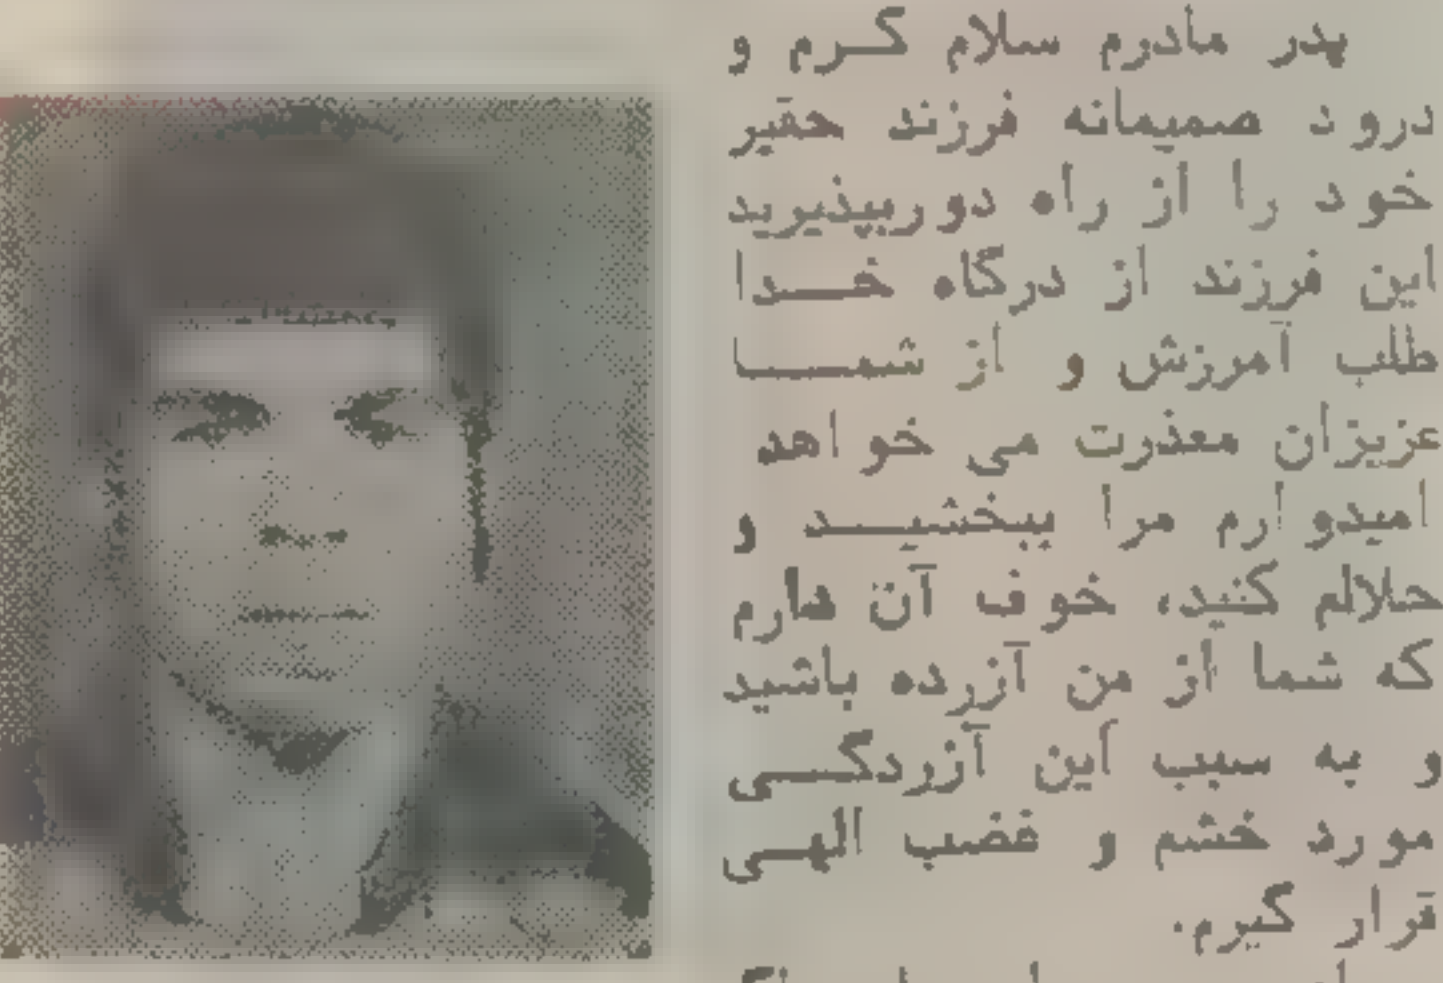 پدر مادرم سلام گرم و
درود صمیمانه فرزند حقیر
خود را از راه دوربپذیرید
این فرزند از درگاه خدا
طلب آمرزش و از شما
عزیزان معذرت می خواهد
امیدوارم مرا ببخشید و
حلالم کنید، خوف آن دارم
که شما از من آزرده باشید
و به سبب این آزردگی
مورد خشم و غضب الهی
قرار گیرم.